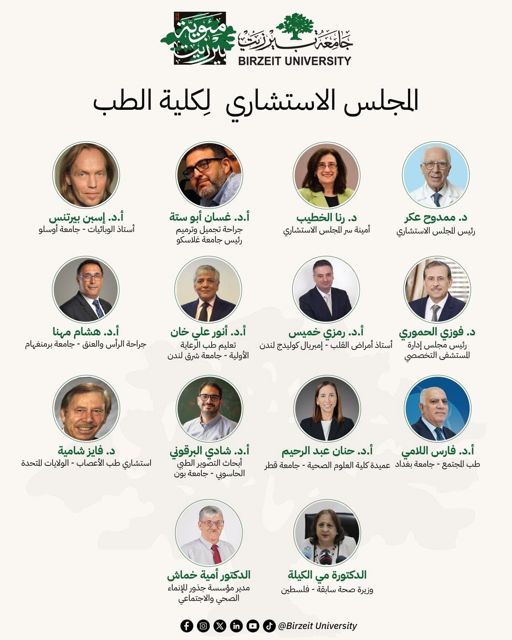 مئوية بيرزيت
جامعة بيرزيت
BIRZEIT UNIVERSITY
المجلس الاستشاري لِكلية الطب
د. ممدوح عكر
رئيس المجلس الاستشاري
د. رنا الخطيب
أمينة سر المجلس الاستشاري
أ.د. غسان أبو ستة
جراحة تجميل وترميم
رئيس جامعة غلاسكو
أ.د. إسبن بيرتنس
أستاذ الوبائيات - جامعة أوسلو
د. فوزي الحموري
رئيس مجلس إدارة
المستشفى التخصصي
أ.د. رمزي خميس
أستاذ أمراض القلب - إمبريال كوليدج لندن
أ.د. أنور علي خان
تعليم طب الرعاية
الأولية - جامعة شرق لندن
أ.د. هشام مهنا
جراحة الرأس والعنق - جامعة برمنغهام
أ.د. فارس اللامي
طب المجتمع - جامعة بغداد
أ.د. حنان عبد الرحيم
عميدة كلية العلوم الصحية - جامعة قطر
أ.د. شادي البرقوني
أبحاث التصوير الطبي
الحاسوبي - جامعة بون
د. فايز شامية
استشاري طب الأعصاب - الولايات المتحدة
الدكتورة مي الكيلة
وزيرة صحة سابقة - فلسطين
الدكتور أمية خماش
مدير مؤسسة جذور للإنماء
الصحي والاجتماعي
@Birzeit University